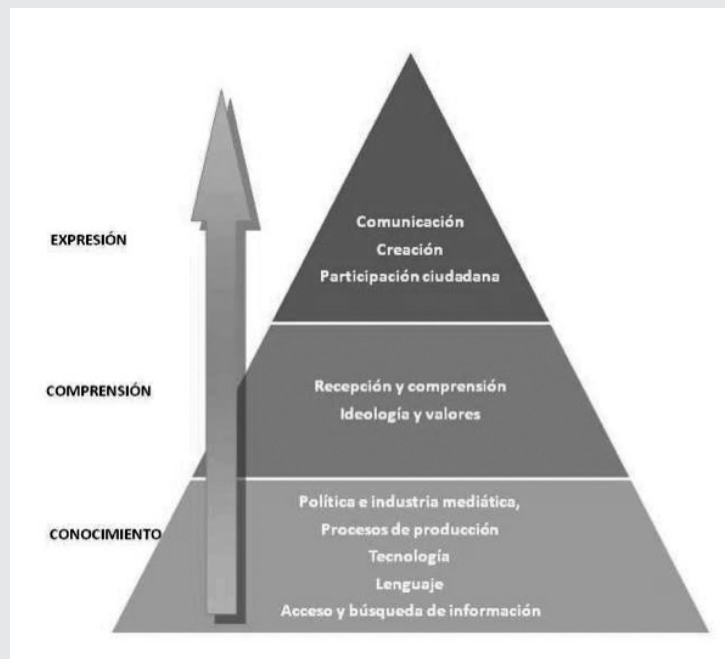 EXPRESIÓN
Comunicación
Creación
Participación ciudadana
COMPRENSIÓN
Recepción y comprensión
Ideología y valores
CONOCIMIENTO
Política e industria mediática,
Procesos de producción
Tecnología
Lenguaje
Acceso y búsqueda de información